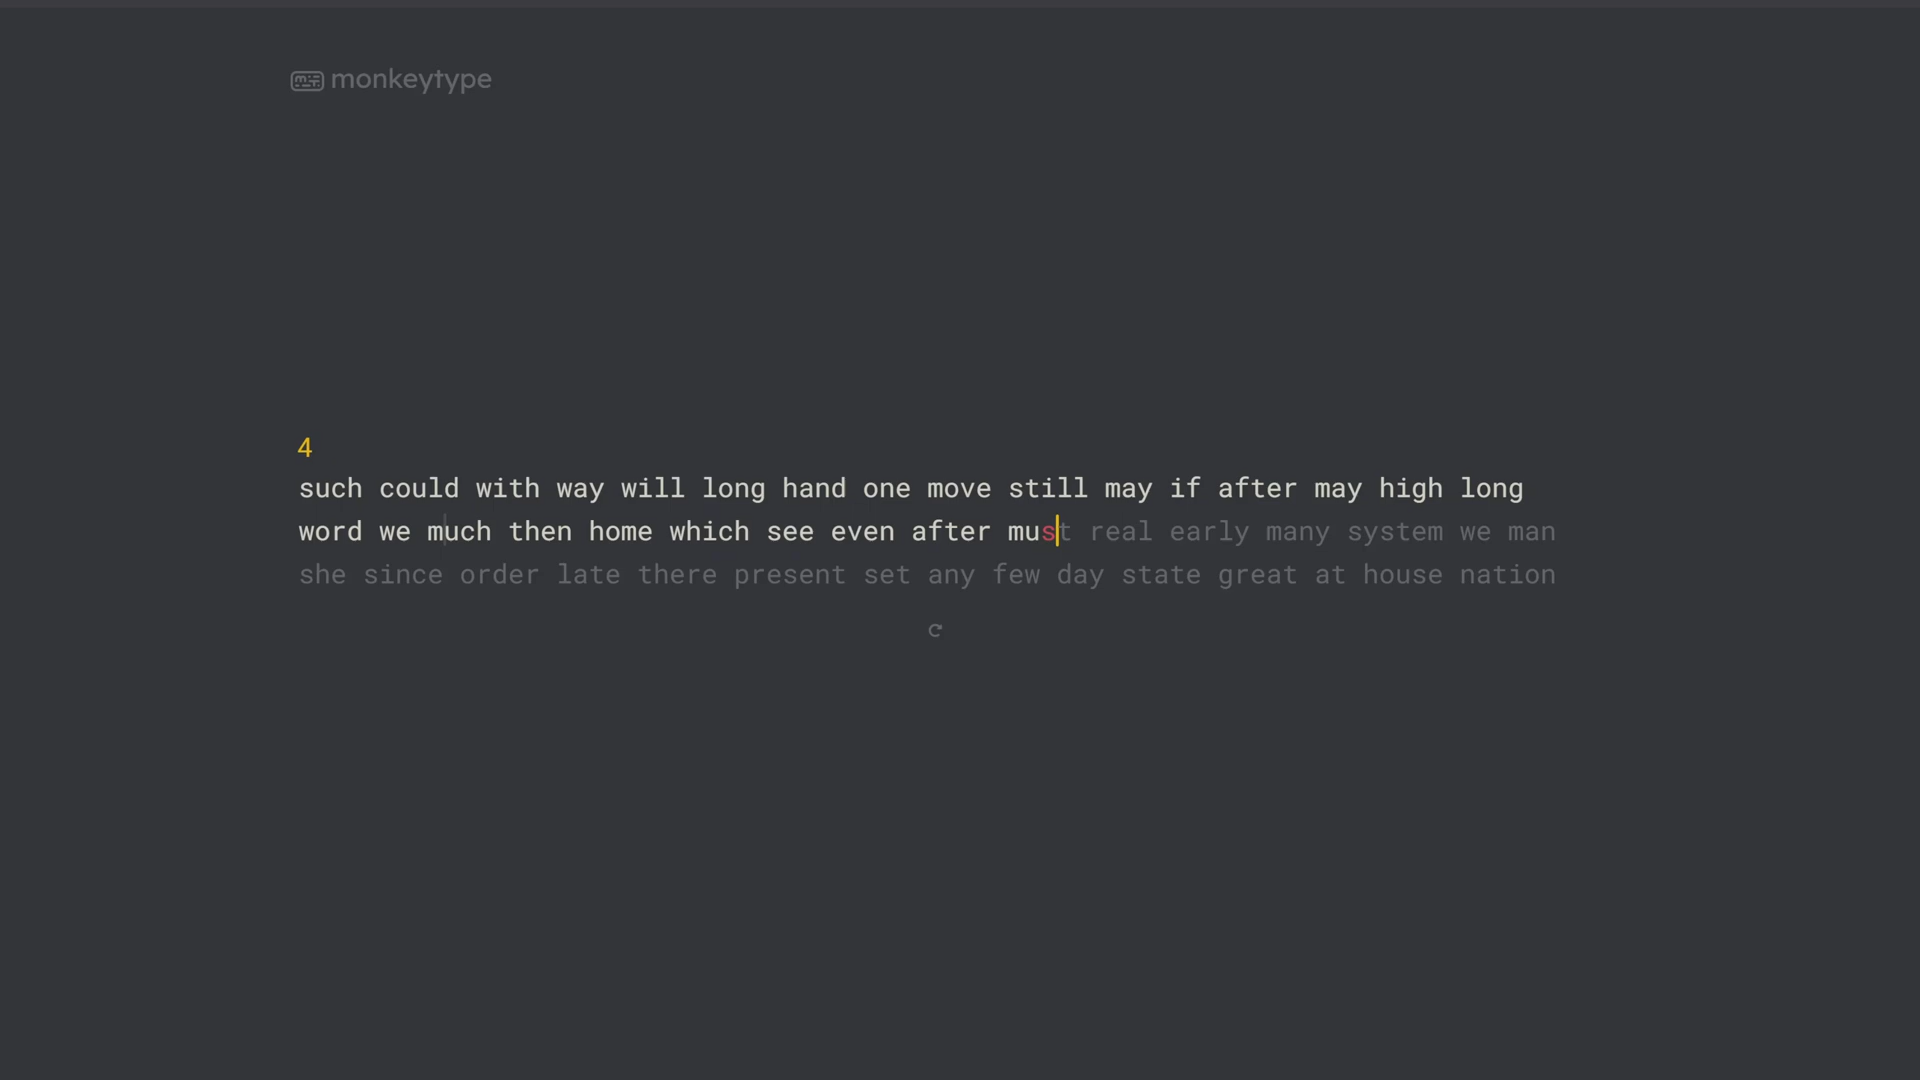 monkeytype
4
such could with way will long hand one move still may if after may high long
word we much then home which see even after must real early many system we man
she since order late there present set any few day state great at house nation